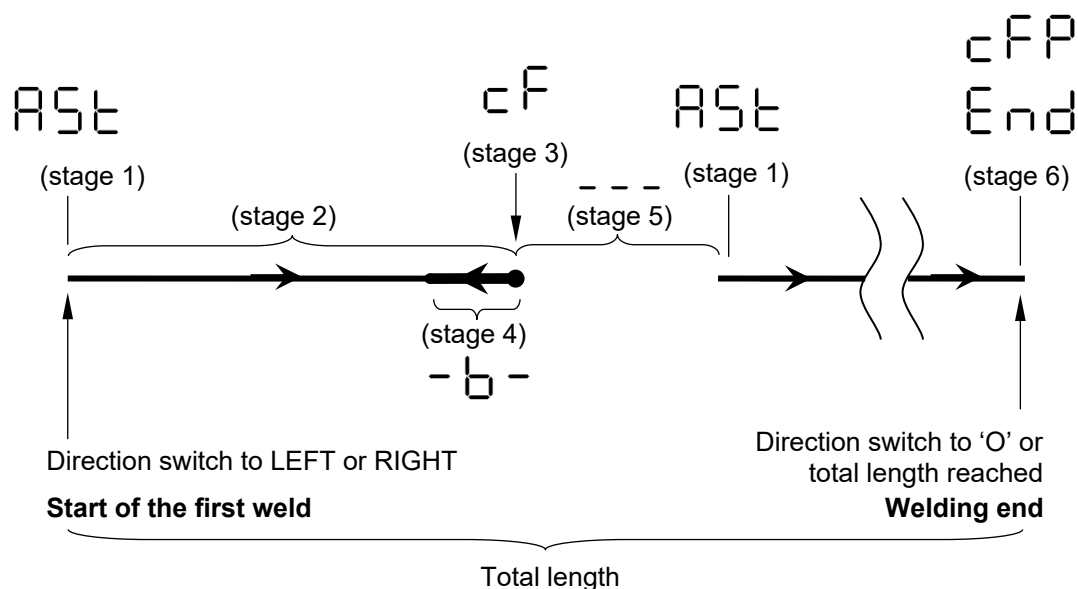 cFP
End
ASt
(stage 1)
cF
(stage 3)
ASt
(stage 1)
(stage 6)
(stage 2)
---
(stage 5)
(stage 4)
-b-
Direction switch to LEFT or RIGHT
Start of the first weld
Direction switch to ‘O’ or
total length reached
Welding end
Total length